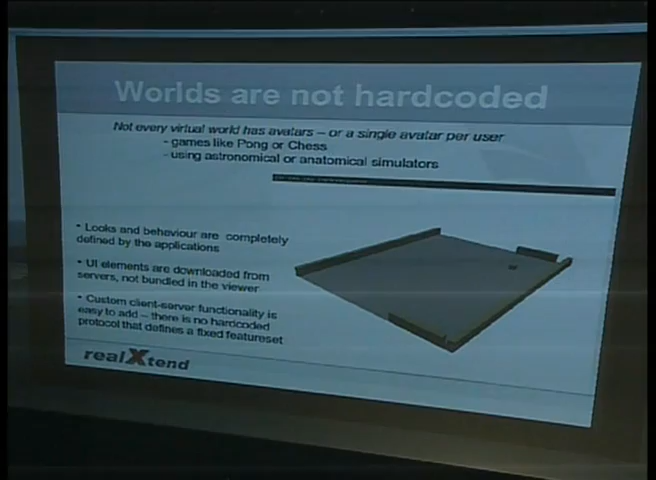 Worlds are not hardcoded
Not every virtual world has avatars – or a single avatar per user
- games like Pong or Chess
- using astronomical or anatomical simulators
• Looks and beheviour are completely
defined by the applications
• UI elements are downloaded from
servers, not bundled in the viewer
• Custom client-server functionality is
easy to add – there is no hardcoded
protocol that defines a fixed featureset
realXtend